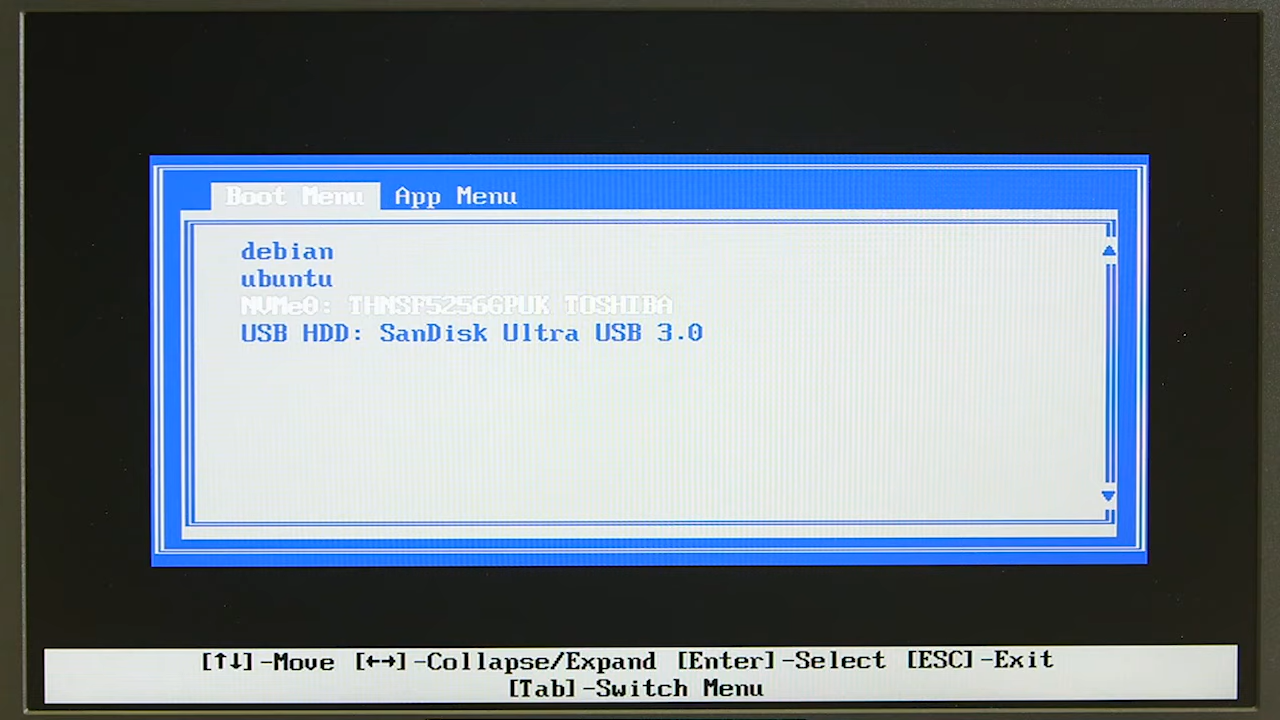 Boot Menu App Menu
debian
ubuntu
NVMe0: THNSF5256GPUK TOSHIBA
USB HDD: SanDisk Ultra USB 3.0
[↑↓]-Move [←→]-Collapse/Expand [Enter]-Select [ESC]-Exit
[Tab]-Switch Menu